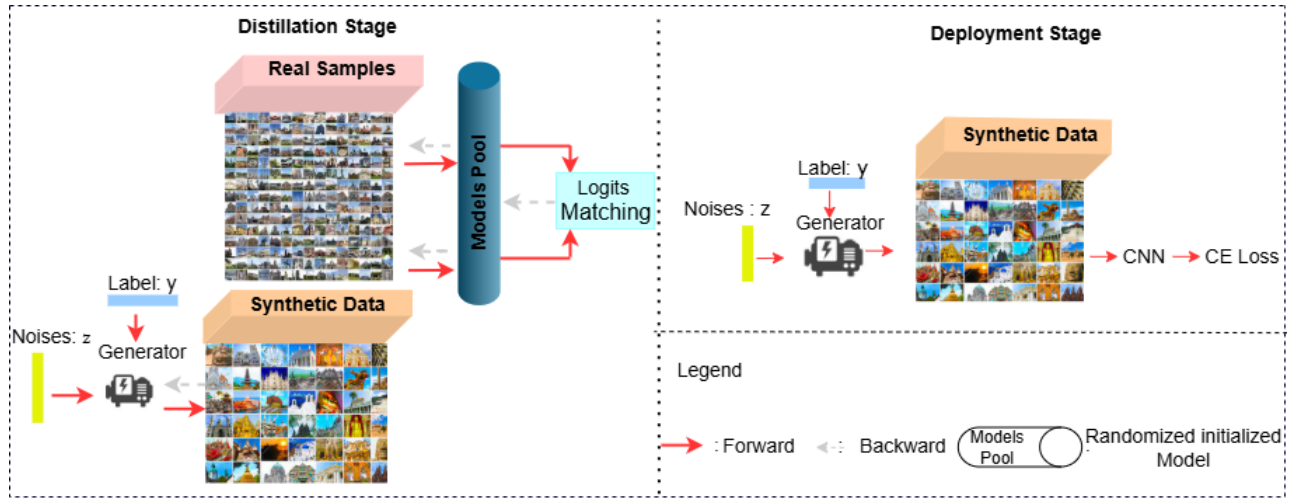 Distillation Stage
Real Samples
Models Pool
Logits
Matching
Label: y
Synthetic Data
Noises: z
Generator
Deployment Stage
Synthetic Data
Label: y
Noises : z
Generator
CNN
CE Loss
Legend
: Forward
: Backward
Models
Pool
:
Randomized initialized
Model